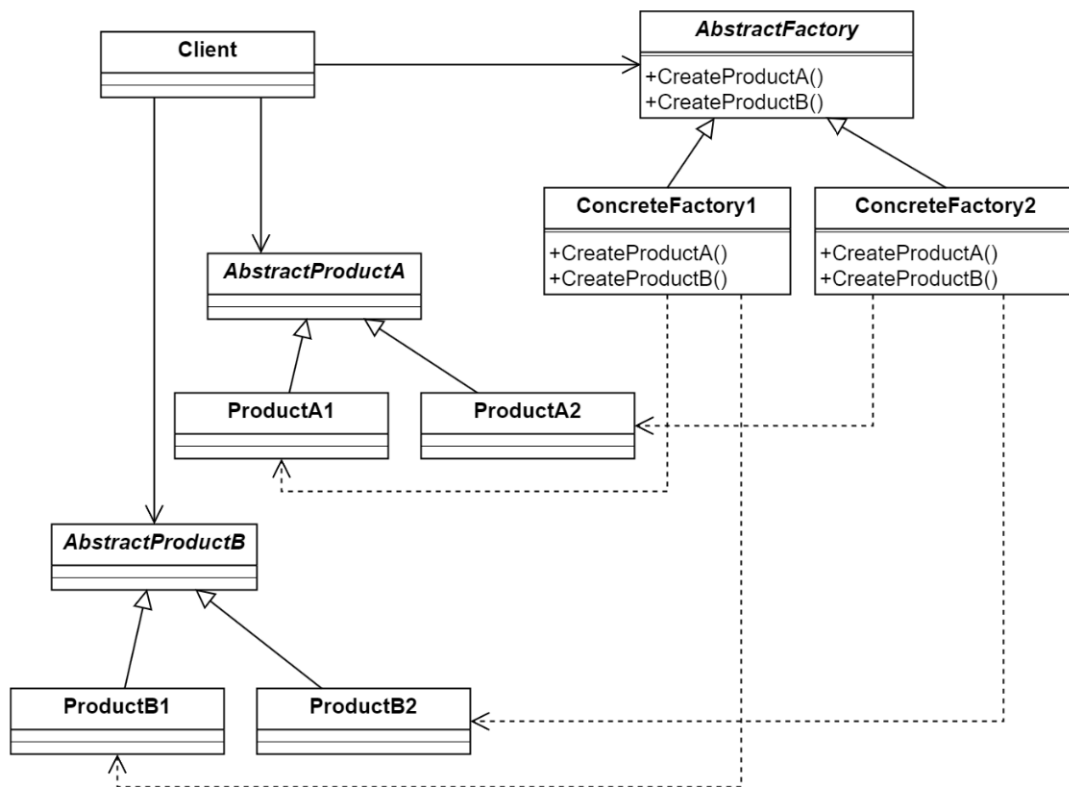 Client
AbstractFactory
+CreateProductA()
+CreateProductB()
ConcreteFactory1
+CreateProductA()
+CreateProductB()
ConcreteFactory2
+CreateProductA()
+CreateProductB()
AbstractProductA
ProductA1
ProductA2
AbstractProductB
ProductB1
ProductB2